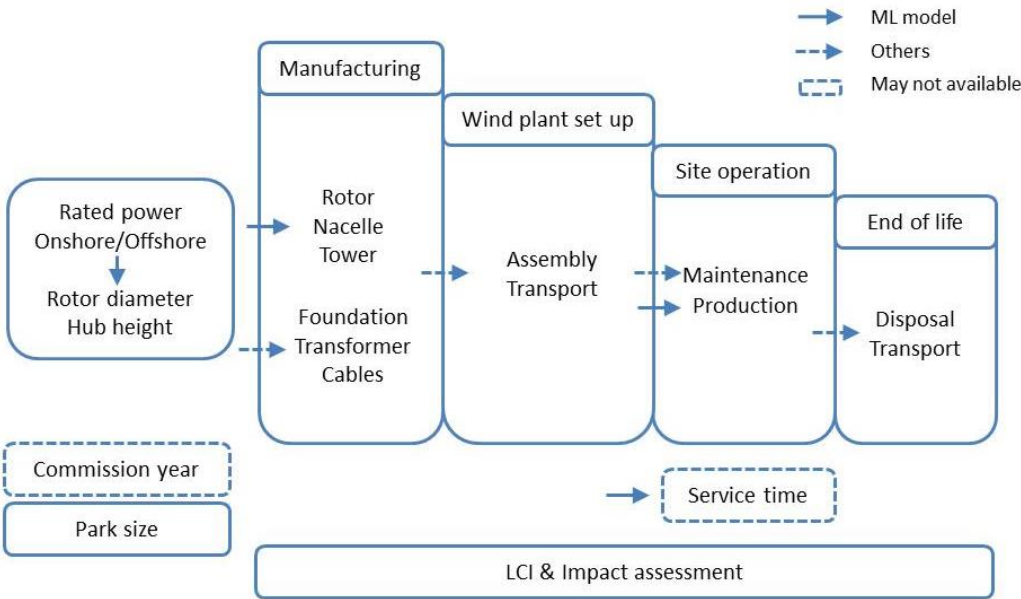 ML model
Others
May not available
Manufacturing
Wind plant set up
Site operation
End of life
Rated power
Onshore/Offshore
Rotor diameter
Hub height
Rotor
Nacelle
Tower
Foundation
Transformer
Cables
Assembly
Transport
Maintenance
Production
Disposal
Transport
Commission year
Park size
Service time
LCI & Impact assessment